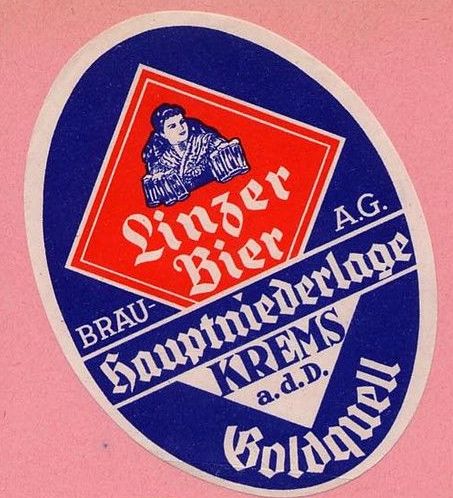 Linzer
Bier
BRAU- A.G.
Hauptniederlage
KREMS
a.d.D.
Goldquell